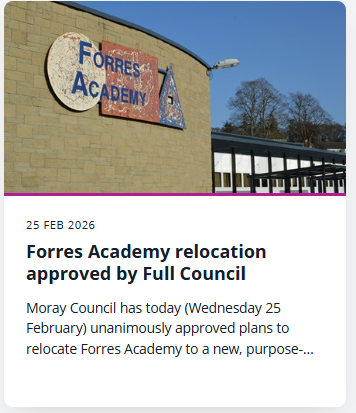 FORRES
ACADEMY
25 FEB 2026
Forres Academy relocation
approved by Full Council
Moray Council has today (Wednesday 25
February) unanimously approved plans to
relocate Forres Academy to a new, purpose-...